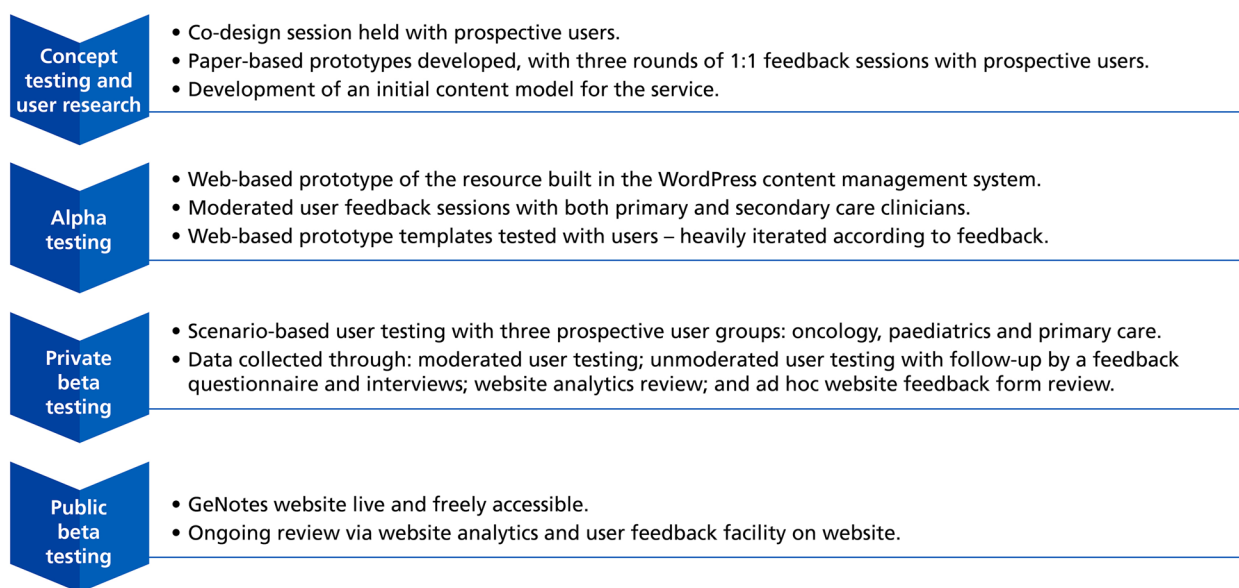 Concept
testing and
user research
• Co-design session held with prospective users.
• Paper-based prototypes developed, with three rounds of 1:1 feedback sessions with prospective users.
• Development of an initial content model for the service.
Alpha
testing
• Web-based prototype of the resource built in the WordPress content management system.
• Moderated user feedback sessions with both primary and secondary care clinicians.
• Web-based prototype templates tested with users – heavily iterated according to feedback.
Private
beta
testing
• Scenario-based user testing with three prospective user groups: oncology, paediatrics and primary care.
• Data collected through: moderated user testing; unmoderated user testing with follow-up by a feedback
questionnaire and interviews; website analytics review; and ad hoc website feedback form review.
Public
beta
testing
• GeNotes website live and freely accessible.
• Ongoing review via website analytics and user feedback facility on website.